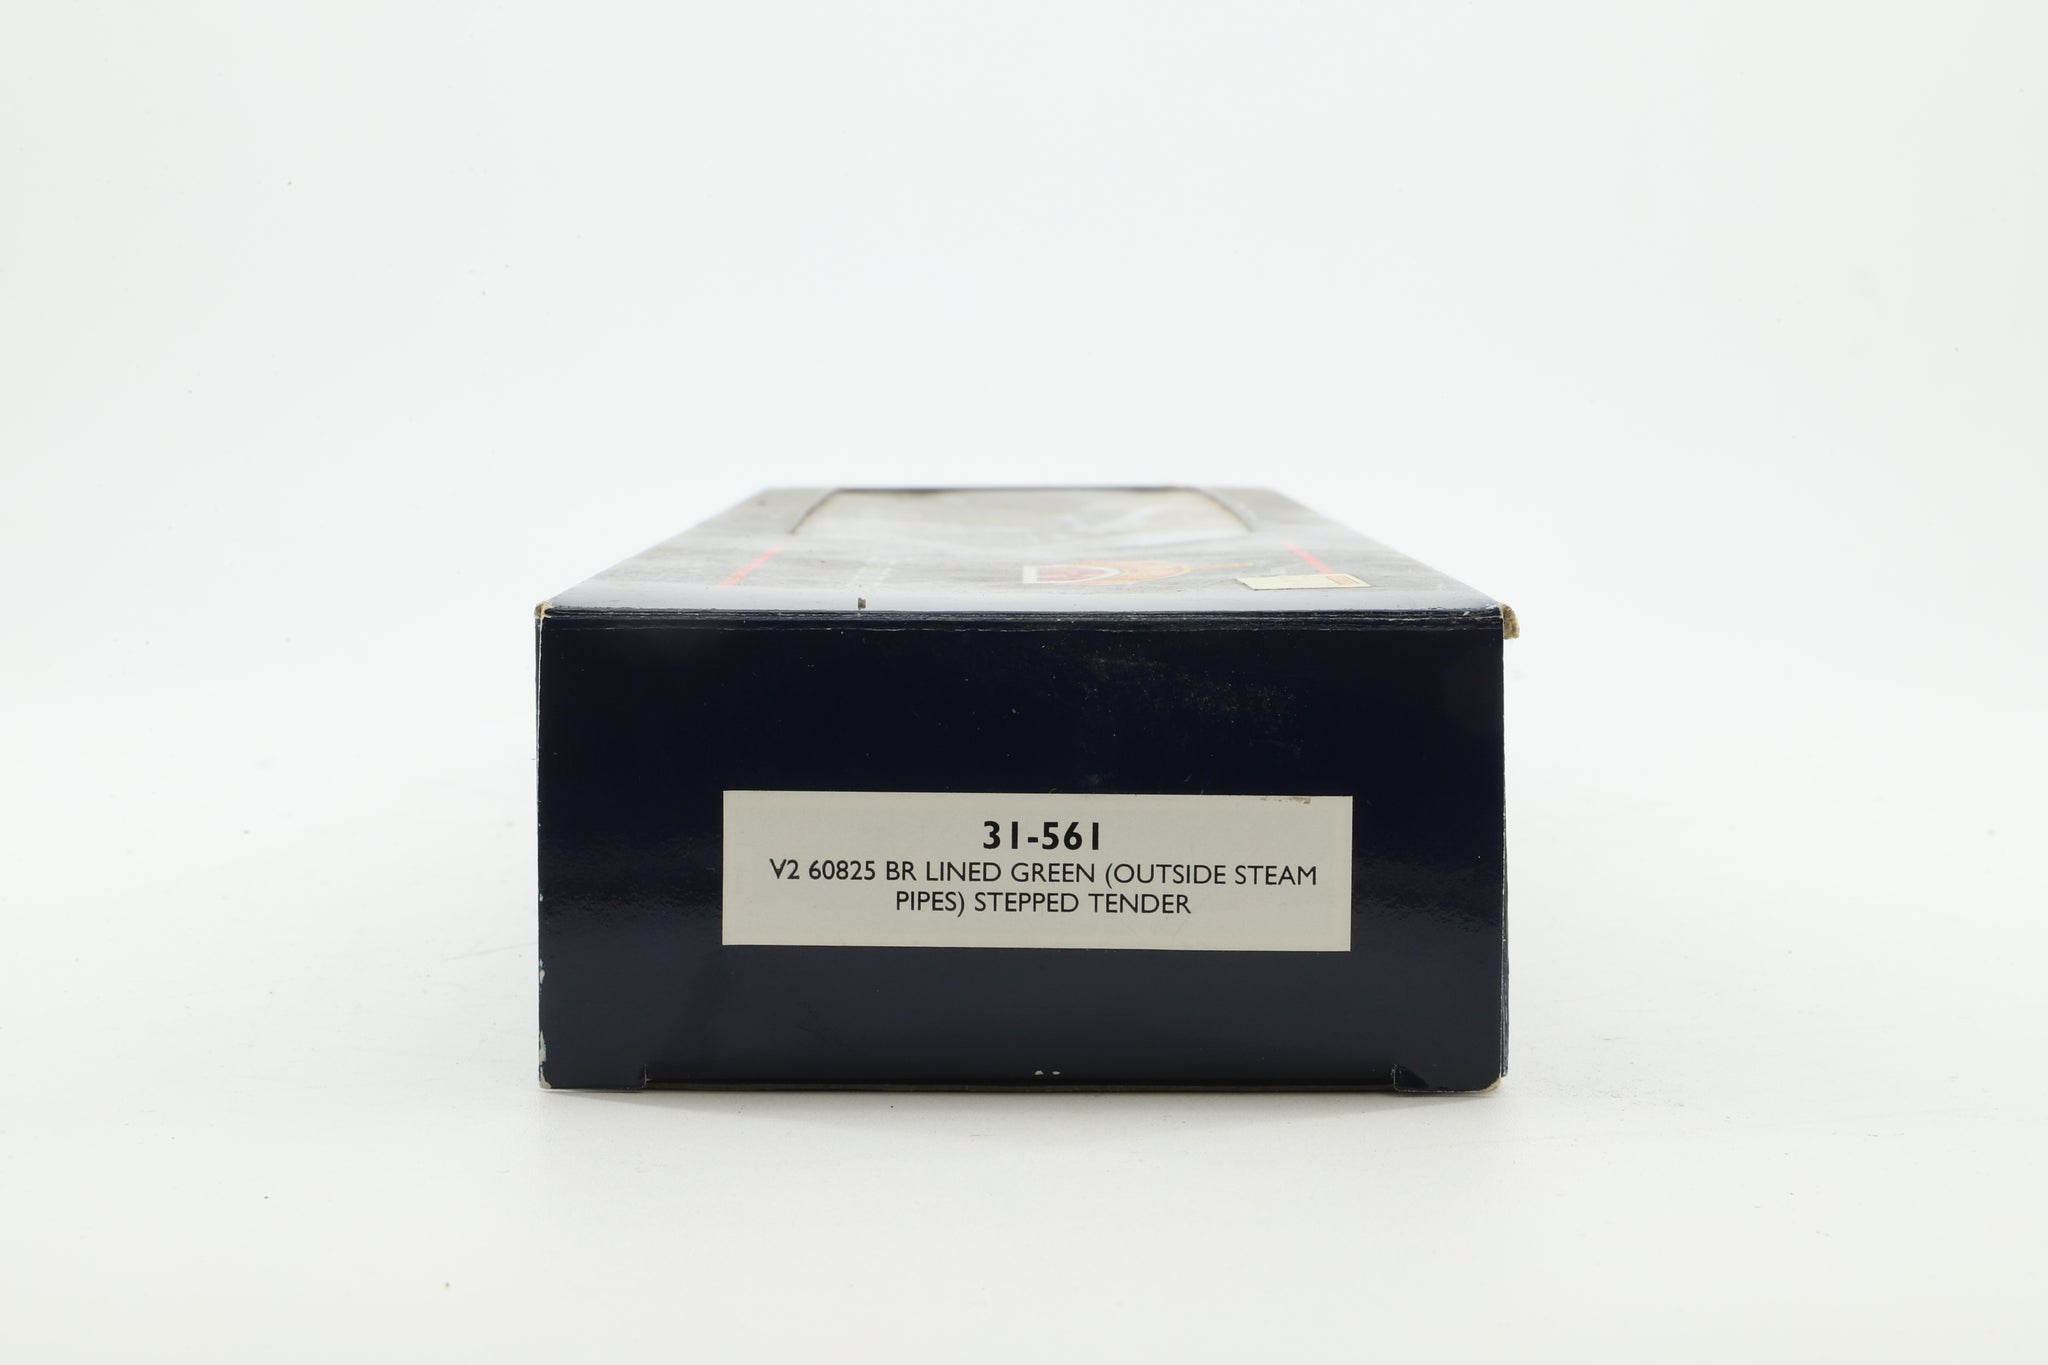 31-561
V2 60825 BR LINED GREEN (OUTSIDE STEAM
PIPES) STEPPED TENDER